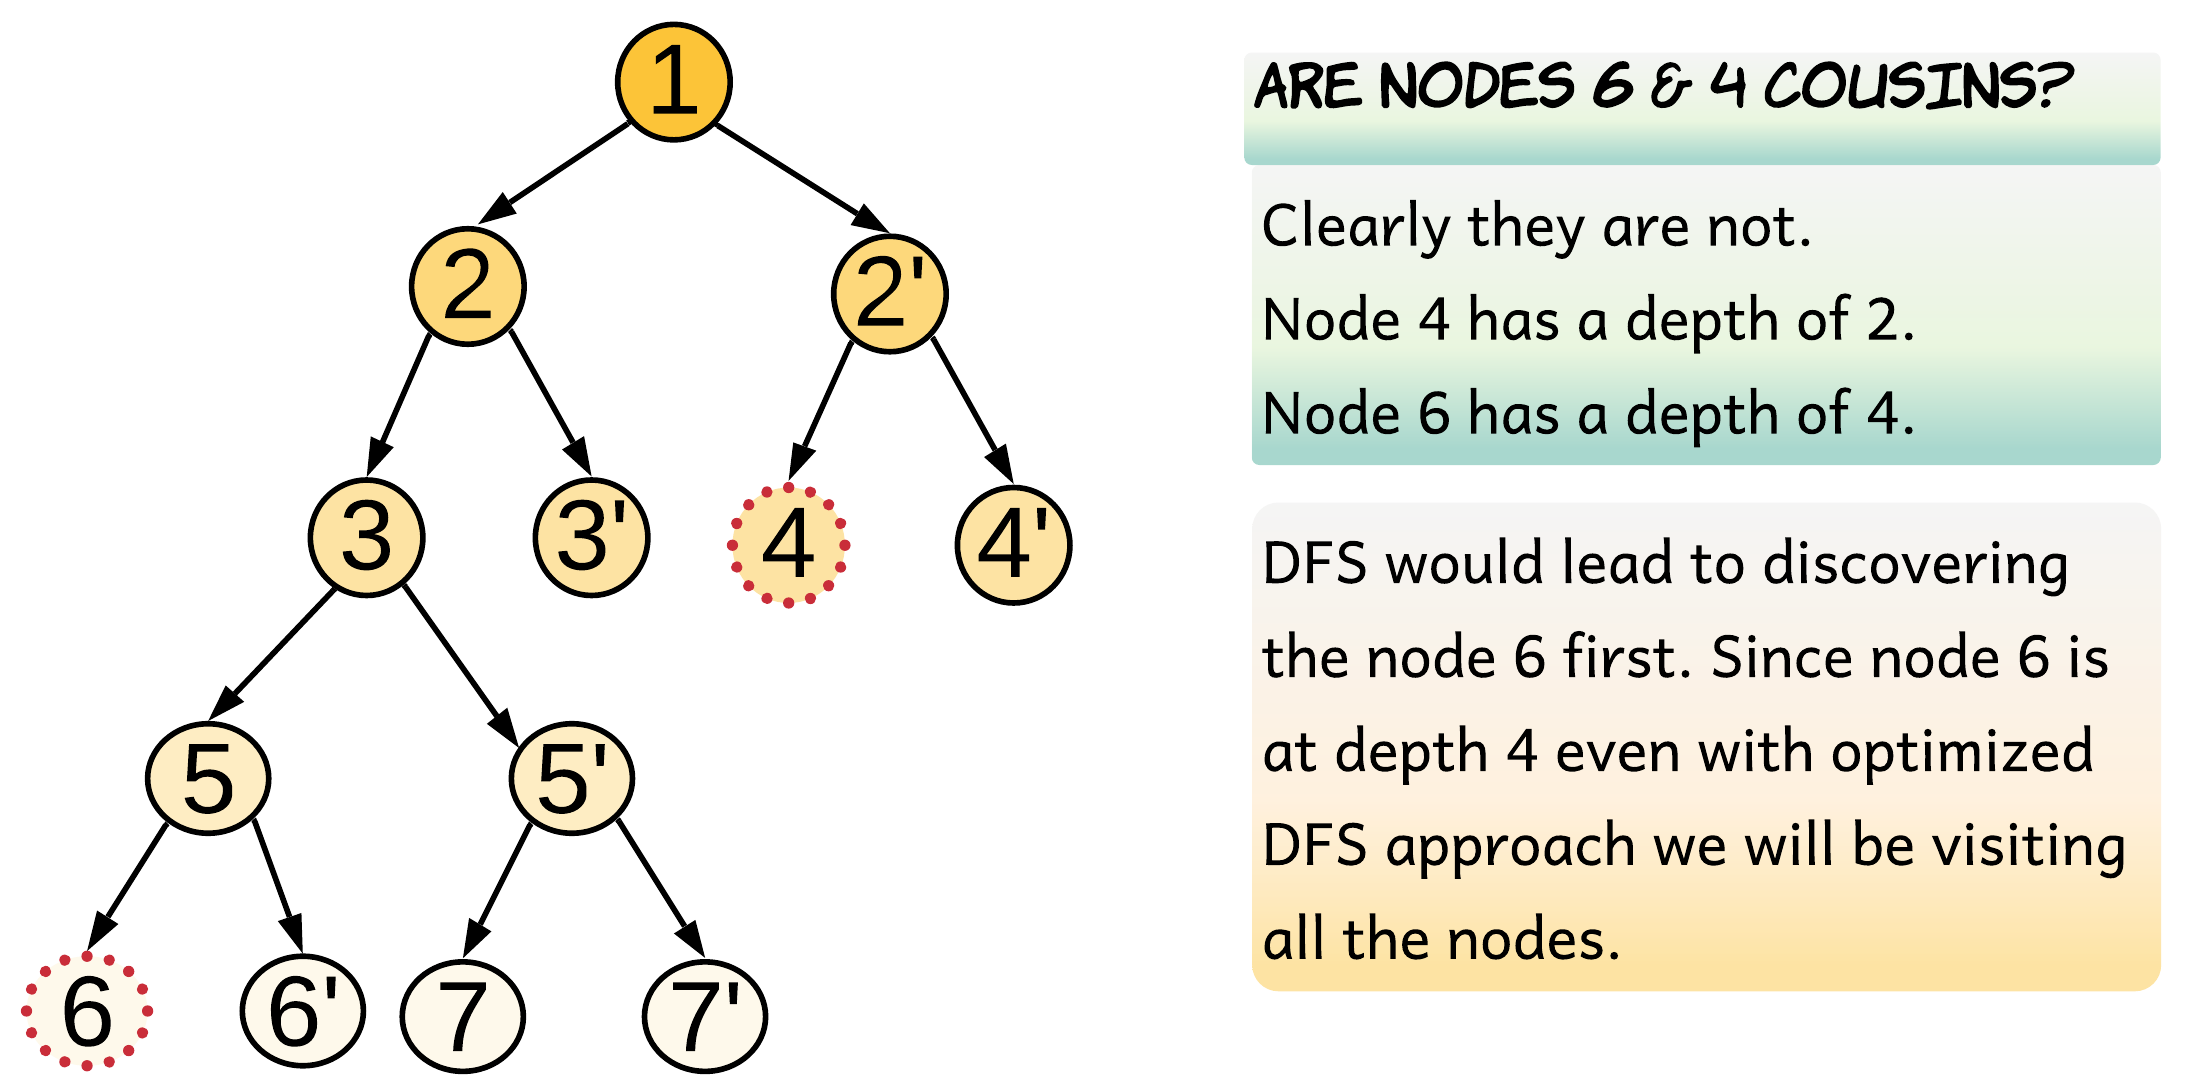 1
2
2'
3
3'
4
4'
5
5'
6
6'
7
7'
ARE NODES 6 & 4 COUSINS?
Clearly they are not.
Node 4 has a depth of 2.
Node 6 has a depth of 4.
DFS would lead to discovering
the node 6 first. Since node 6 is
at depth 4 even with optimized
DFS approach we will be visiting
all the nodes.